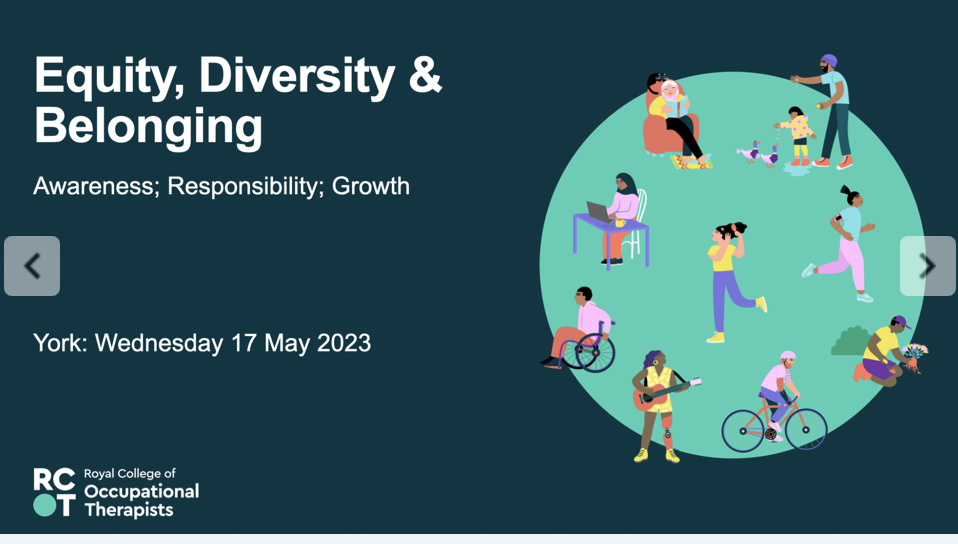 Equity, Diversity &
Belonging
Awareness; Responsibility; Growth
York: Wednesday 17 May 2023
RC
OT
Royal College of
Occupational
Therapists